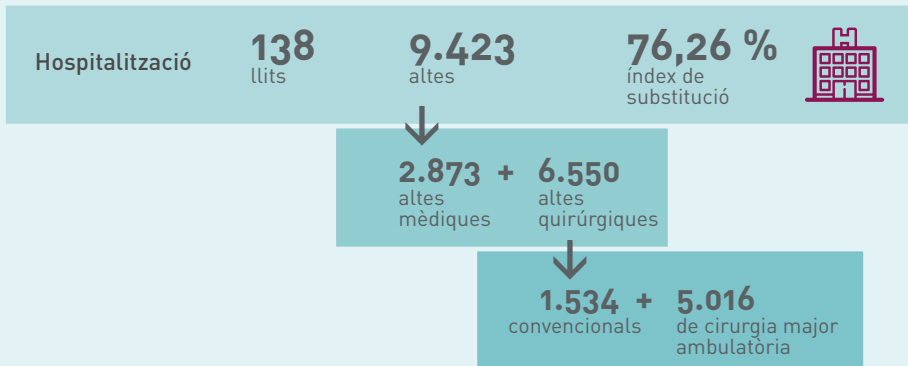 Hospitalització
138
llits
9.423
altes
76,26 %
índex de
substitució
2.873 + 6.550
altes
mèdiques
altes
quirúrgiques
1.534 + 5.016
convencionals
de cirurgia major
ambulatòria